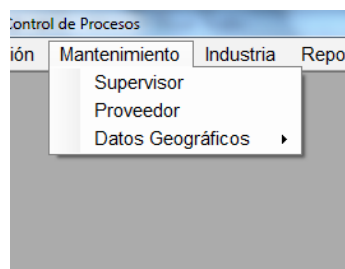 Control de Procesos
ión Mantenimiento Industria Repo
Supervisor
Proveedor
Datos Geográficos